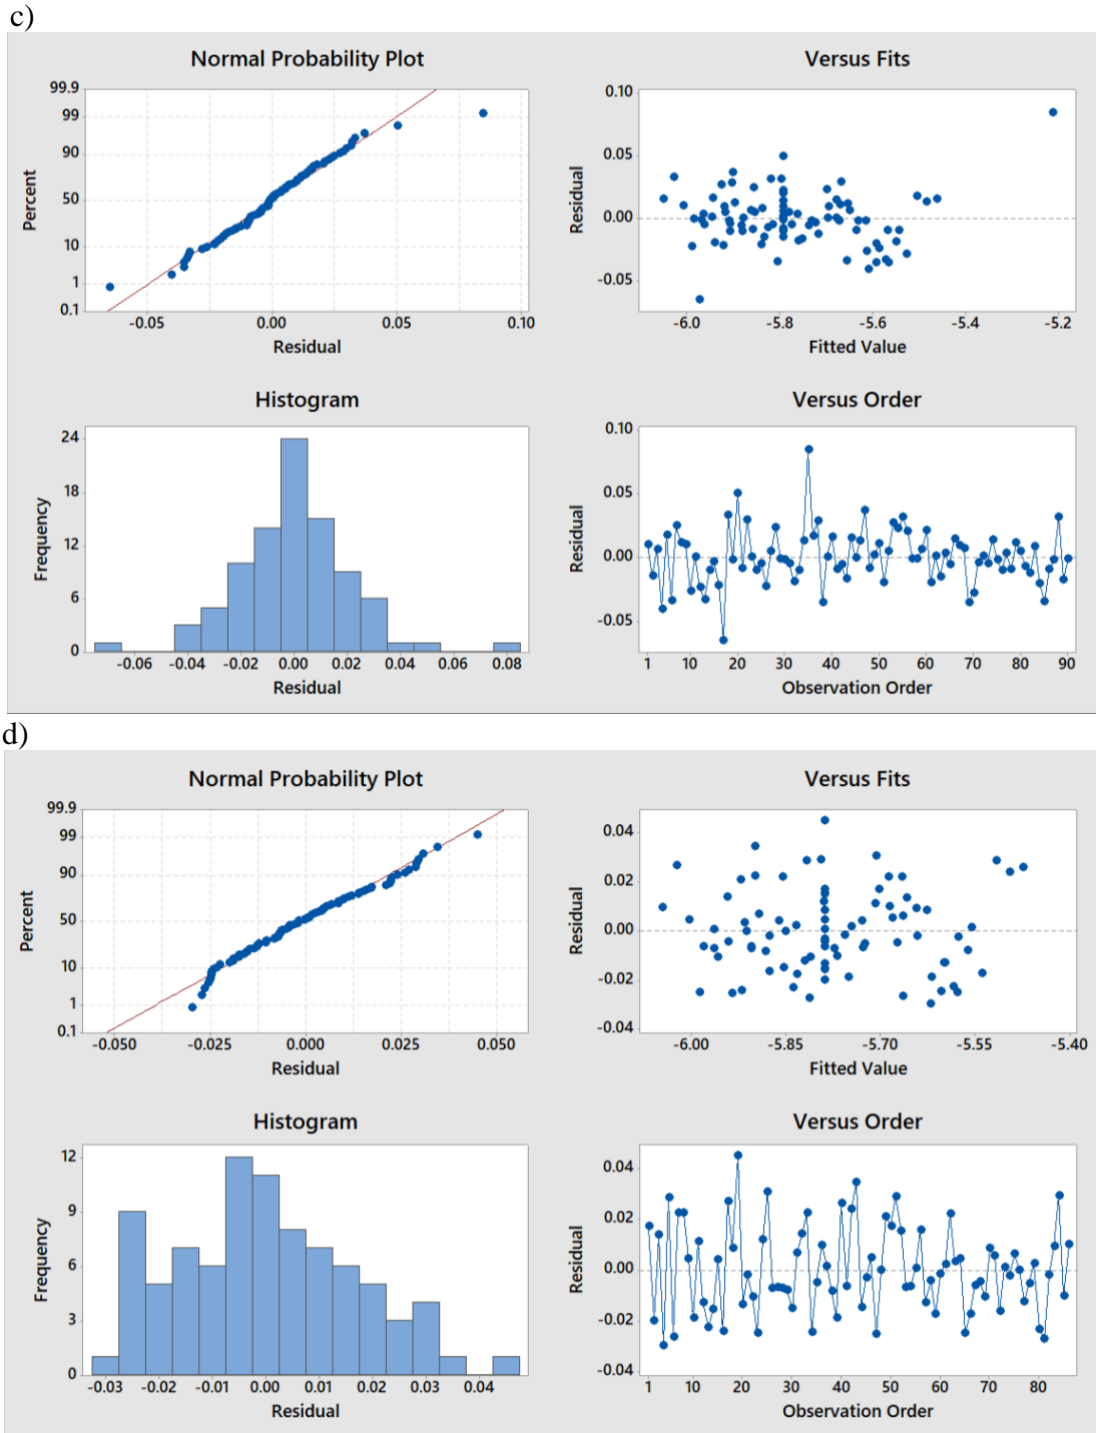 c)
Normal Probability Plot
99.9
99
90
50
10
1
0.1
Percent
-0.05 0.00 0.05 0.10
Residual
Versus Fits
0.10
0.05
0.00
-0.05
Residual
-6.0 -5.8 -5.6 -5.4 -5.2
Fitted Value
Histogram
24
18
12
6
0
Frequency
-0.06 -0.04 -0.02 0.00 0.02 0.04 0.06 0.08
Residual
Versus Order
0.10
0.05
0.00
-0.05
Residual
1 10 20 30 40 50 60 70 80 90
Observation Order
d)
Normal Probability Plot
99.9
99
90
50
10
1
0.1
Percent
-0.050 -0.025 0.000 0.025 0.050
Residual
Versus Fits
0.04
0.02
0.00
-0.02
-0.04
Residual
-6.00 -5.85 -5.70 -5.55 -5.40
Fitted Value
Histogram
12
9
6
3
0
Frequency
-0.03 -0.02 -0.01 0.00 0.01 0.02 0.03 0.04
Residual
Versus Order
0.04
0.02
0.00
-0.02
-0.04
Residual
1 10 20 30 40 50 60 70 80
Observation Order